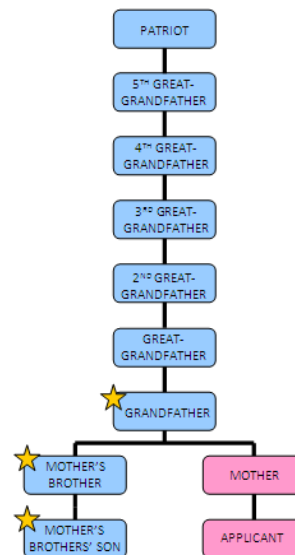 PATRIOT
5TH GREAT-
GRANDFATHER
4TH GREAT-
GRANDFATHER
3RD GREAT-
GRANDFATHER
2ND GREAT-
GRANDFATHER
GREAT-
GRANDFATHER
GRANDFATHER
MOTHER'S
BROTHER
MOTHER
MOTHER'S
BROTHERS' SON
APPLICANT